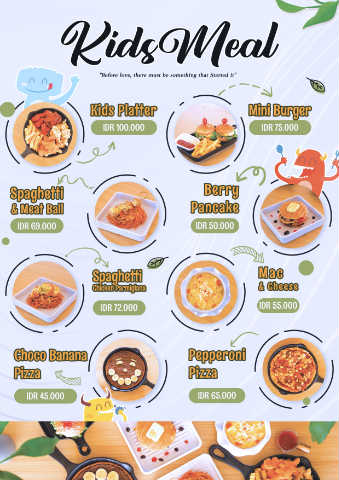 Kids Meal
"Before love, there must be something that Started It"
Kids Platter
IDR 100.000
Mini Burger
IDR 75.000
Spaghetti
& Meat Ball
IDR 69.000
Berry
Pancake
IDR 50.000
Spaghetti
Chicken Parmigiana
IDR 72.000
Mac
& Cheese
IDR 55.000
Choco Banana
Pizza
IDR 45.000
Pepperoni
Pizza
IDR 65.000